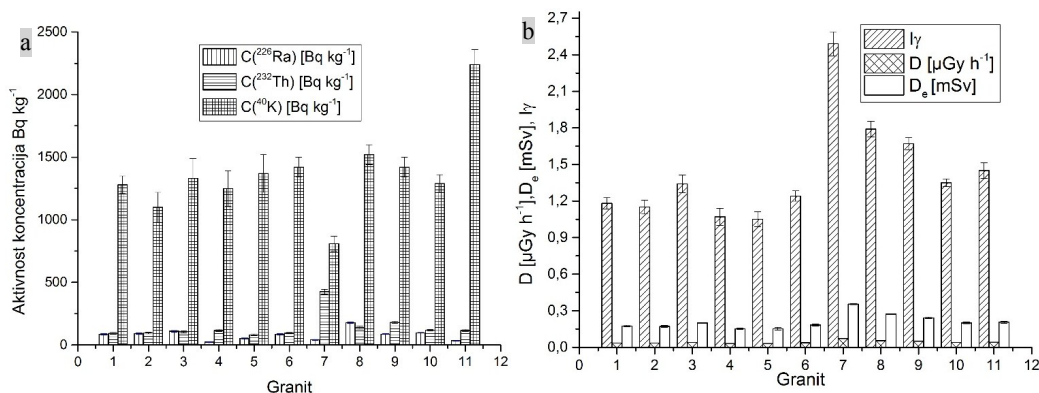 a
C(²²⁶Ra) [Bq kg⁻¹]
C(²³²Th) [Bq kg⁻¹]
C(⁴⁰K) [Bq kg⁻¹]
Aktivnost koncentracija Bq kg⁻¹
2500
2000
1500
1000
500
0
0 1 2 3 4 5 6 7 8 9 10 11 12
Granit
b
Iγ
D [µGy h⁻¹]
Dₑ [mSv]
D [µGy h⁻¹],Dₑ [mSv], Iγ
2,7
2,4
2,1
1,8
1,5
1,2
0,9
0,6
0,3
0,0
0 1 2 3 4 5 6 7 8 9 10 11 12
Granit